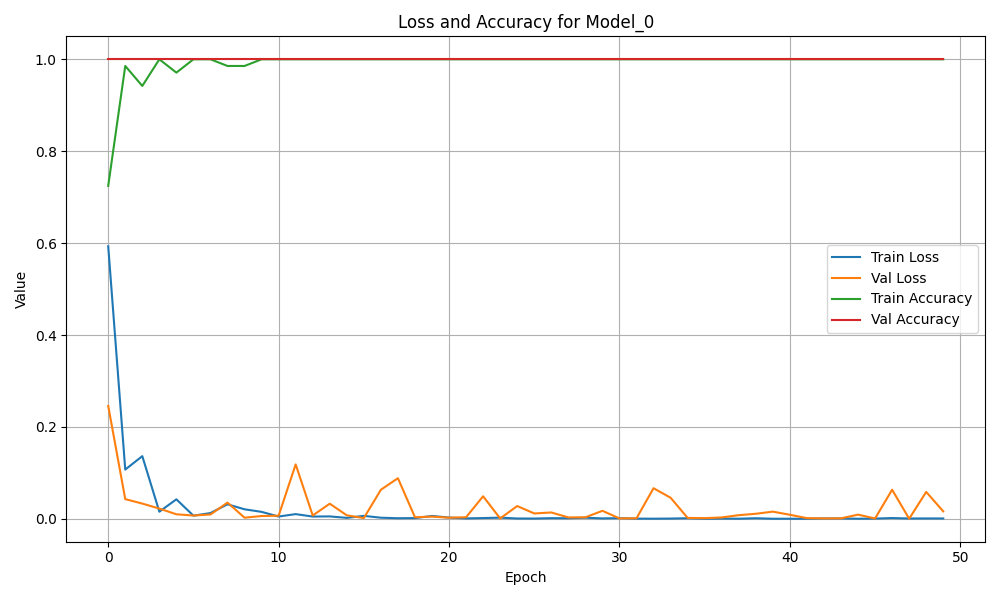 Loss and Accuracy for Model_0
Value
1.0
0.8
0.6
0.4
0.2
0.0
Train Loss
Val Loss
Train Accuracy
Val Accuracy
0 10 20 30 40 50
Epoch